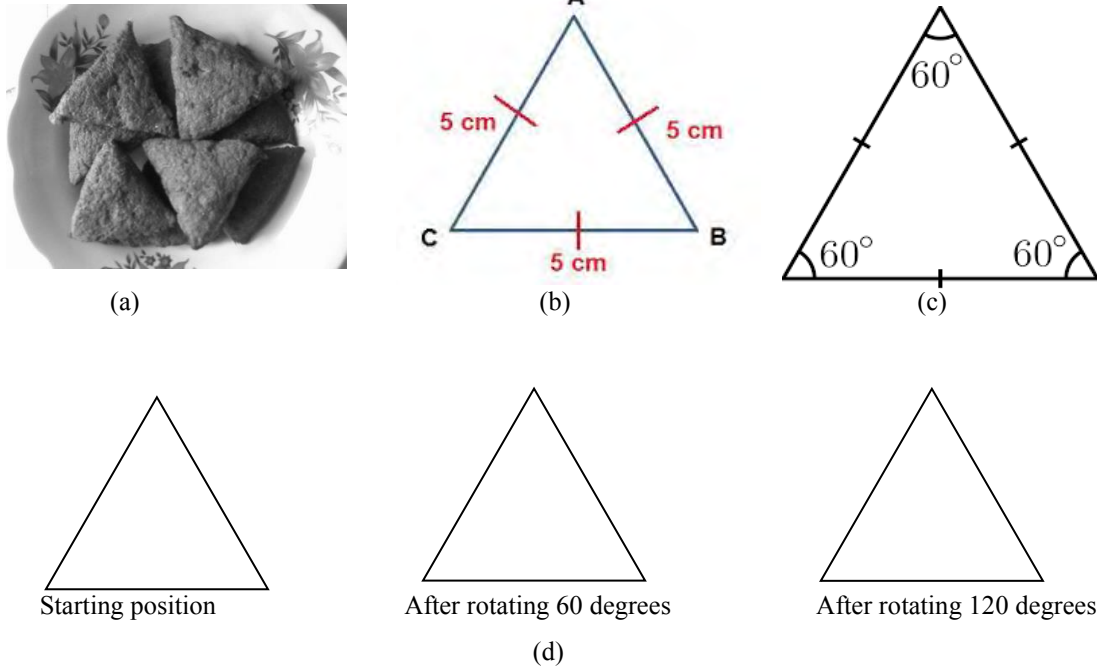 A
5 cm
5 cm
C
B
5 cm
60°
60°
60°
(a)
(b)
(c)
Starting position
After rotating 60 degrees
After rotating 120 degrees
(d)